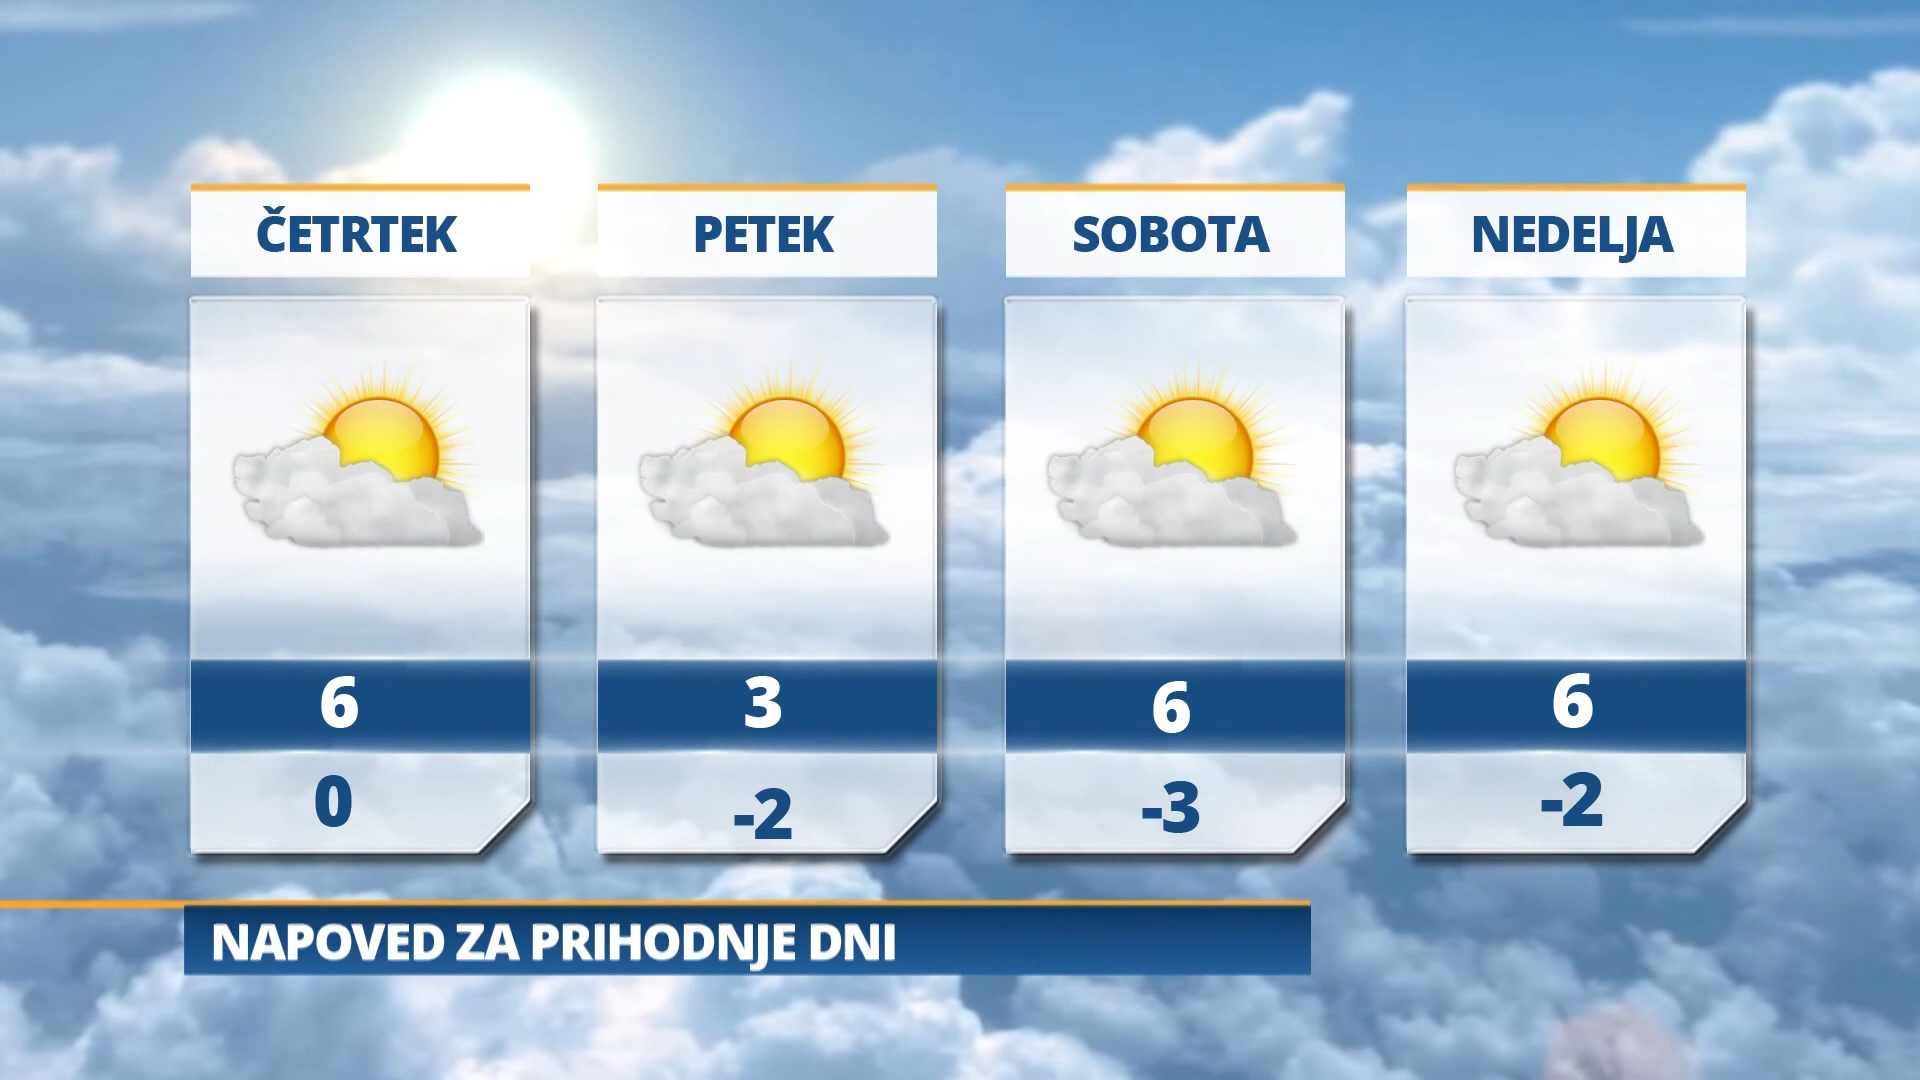 ČETRTEK PETEK SOBOTA NEDELJA
6 3 6 6
0 -2 -3 -2
NAPOVED ZA PRIHODNJE DNI